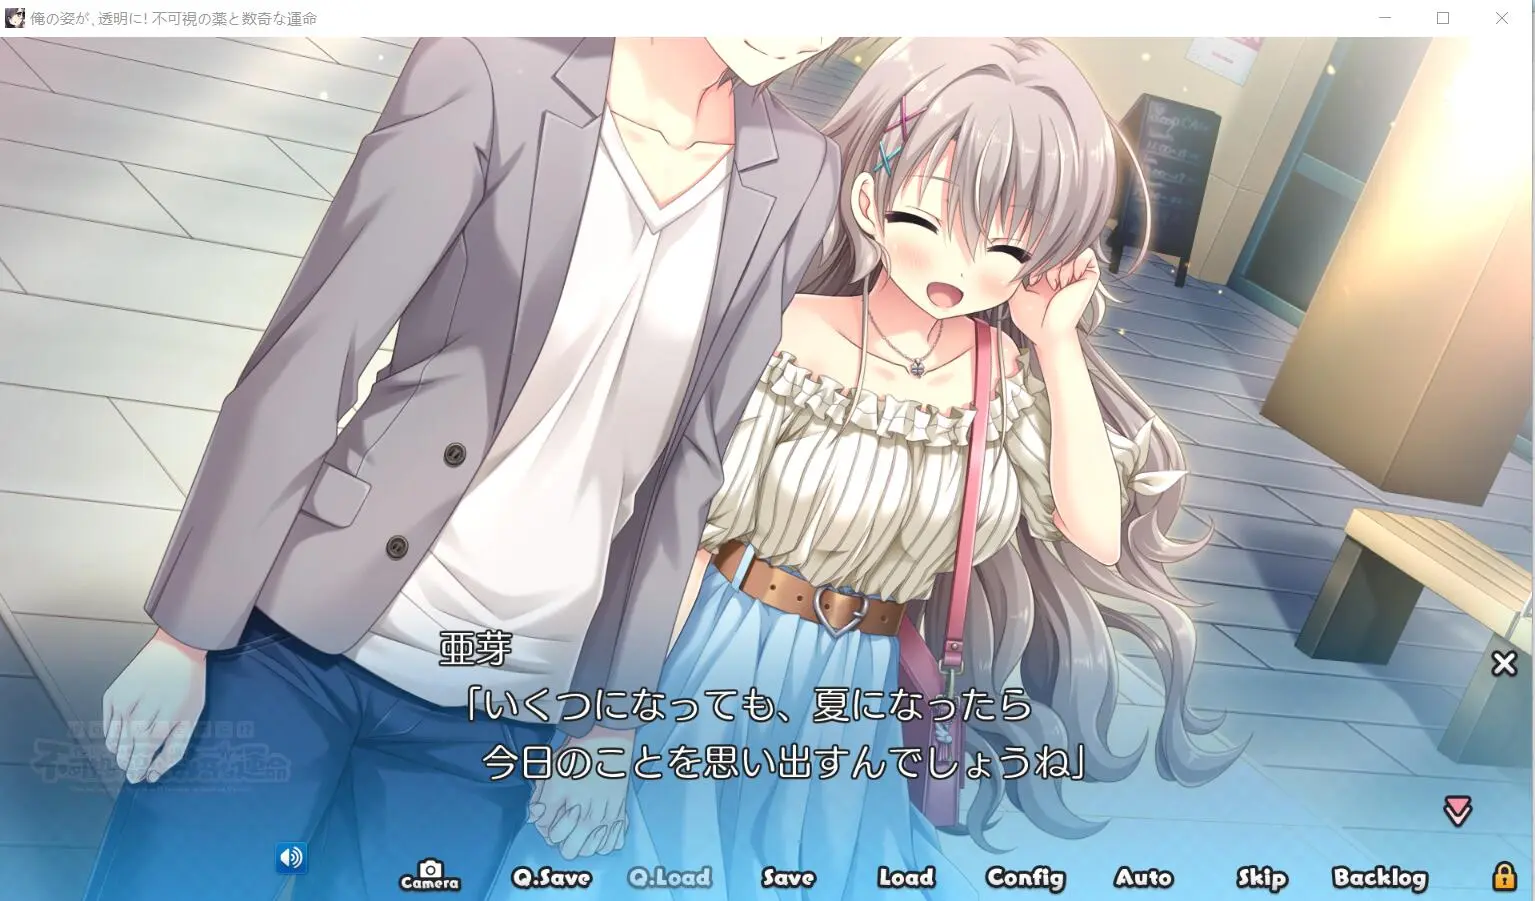 俺の姿が、透明に! 不可視の薬と数奇な運命
亜芽
「いくつになっても、夏になったら
今日のことを思い出すんでしょうね」
Camera
Q.Save
Q.Load
Save
Load
Config
Auto
Skip
Backlog